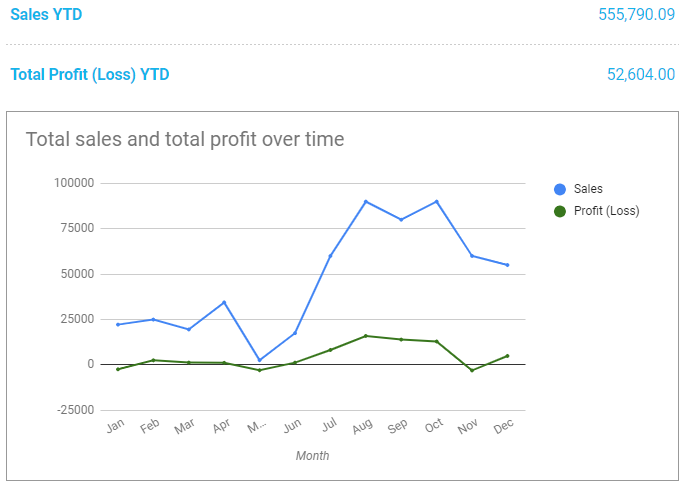 Sales YTD 555,790.09
Total Profit (Loss) YTD 52,604.00
Total sales and total profit over time
100000
75000
50000
25000
0
-25000
Jan Feb Mar Apr M... Jun Jul Aug Sep Oct Nov Dec
Month
Sales
Profit (Loss)